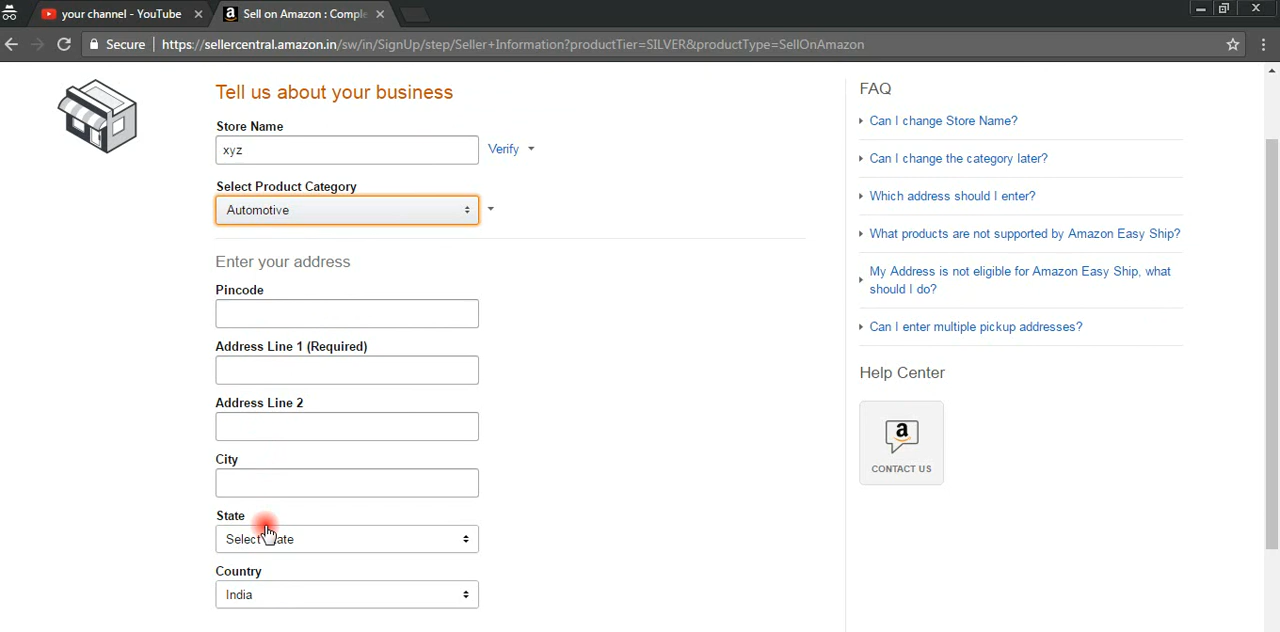 your channel - YouTube
Sell on Amazon : Comple
Secure
https://sellercentral.amazon.in/sw/in/SignUp/step/Seller+Information?productTier=SILVER&productType=SellOnAmazon
Tell us about your business
Store Name
xyz
Verify
Select Product Category
Automotive
Enter your address
Pincode
Address Line 1 (Required)
Address Line 2
City
State
Select
Country
India
FAQ
Can I change Store Name?
Can I change the category later?
Which address should I enter?
What products are not supported by Amazon Easy Ship?
My Address is not eligible for Amazon Easy Ship, what
should I do?
Can I enter multiple pickup addresses?
Help Center
a
CONTACT US